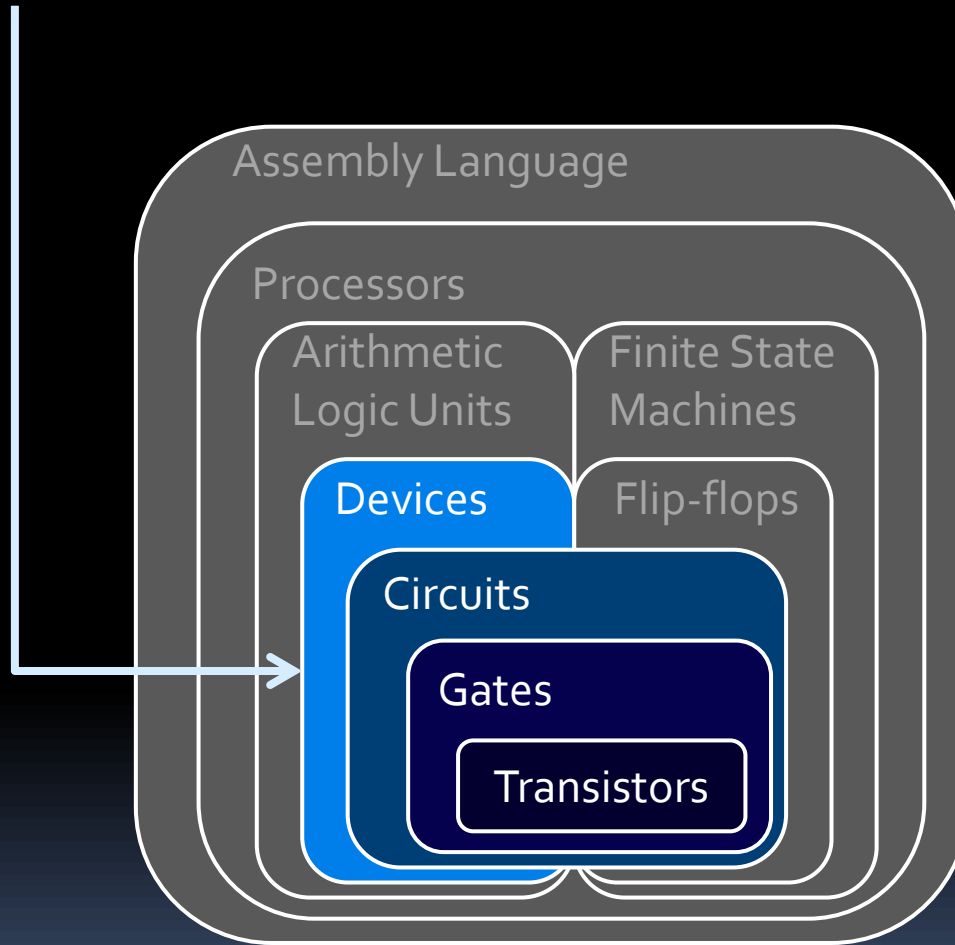 Assembly Language
Processors
Arithmetic
Logic Units
Finite State
Machines
Devices
Flip-flops
Circuits
Gates
Transistors